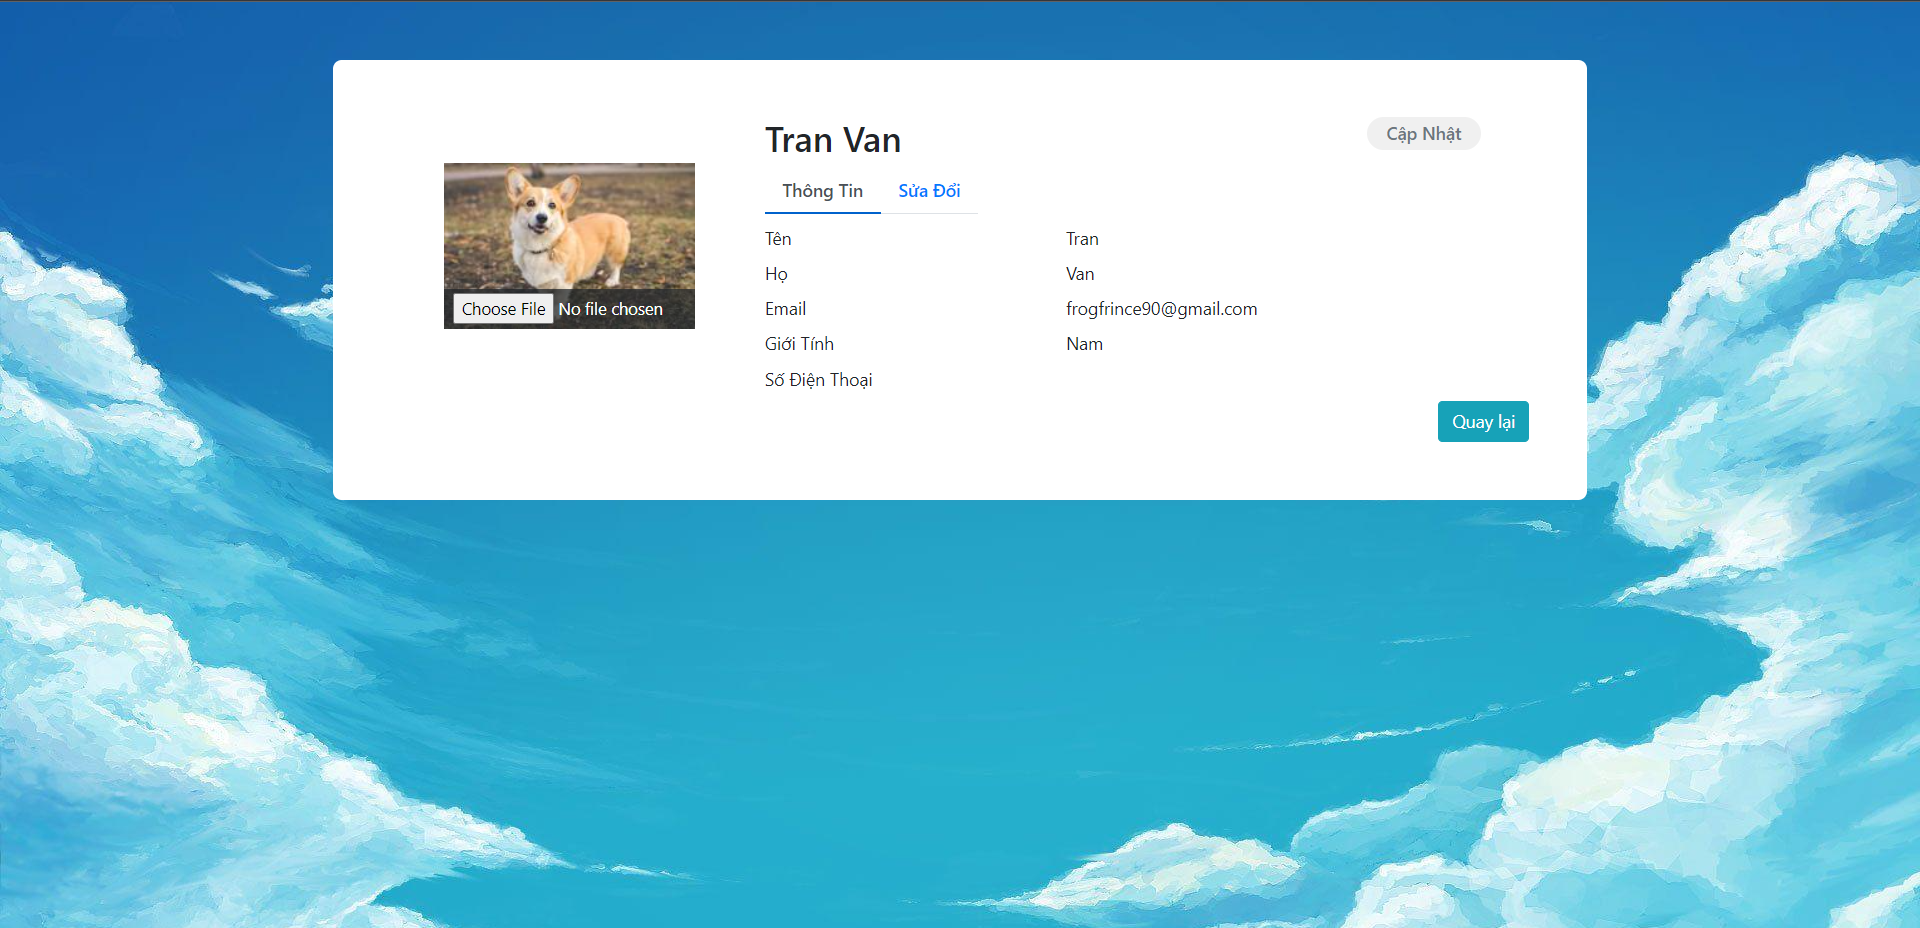 Tran Van
Cập Nhật
Thông Tin Sửa Đổi
Tên Tran
Họ Van
Email frogfrince90@gmail.com
Choose File No file chosen
Giới Tính Nam
Số Điện Thoại
Quay lại